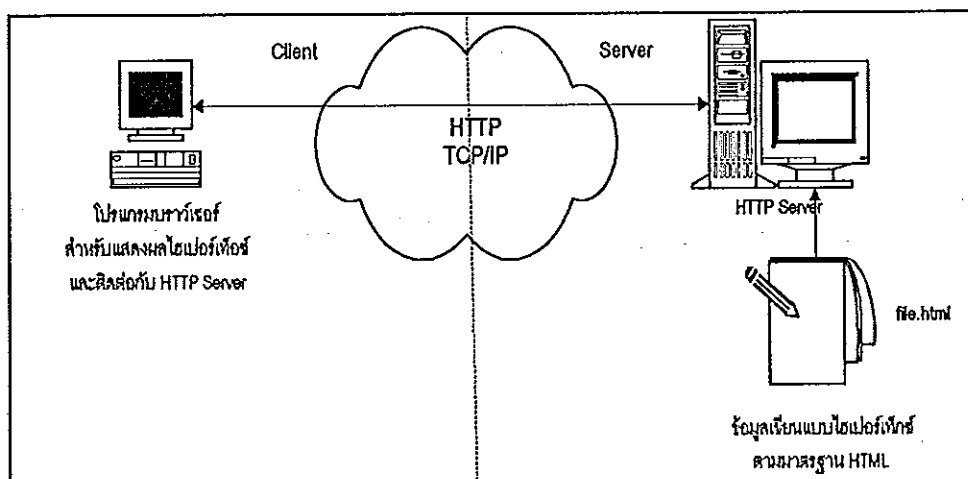 Client
Server
HTTP
TCP/IP
HTTP Server
โปรแกรมบราว์เซอร์
สำหรับแสดงผลไฮเปอร์เท็อซ์
และติดต่อกับ HTTP Server
file.html
ข้อมูลเขียนแบบไฮเปอร์เท็กซ์
ตามมาตรฐาน HTML